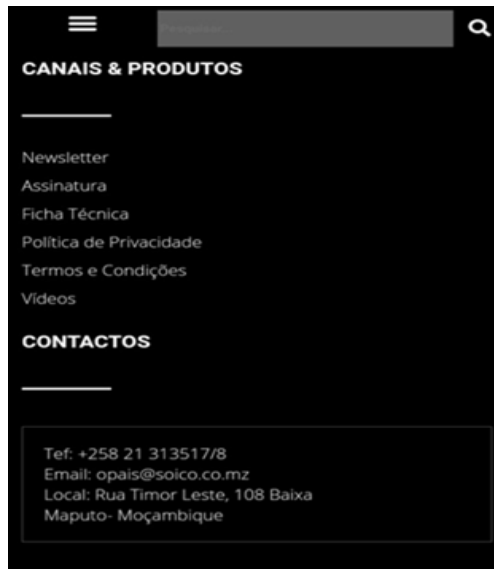 Pesquisar...
CANAIS & PRODUTOS
Newsletter
Assinatura
Ficha Técnica
Política de Privacidade
Termos e Condições
Vídeos
CONTACTOS
Tef: +258 21 313517/8
Email: opais@soico.co.mz
Local: Rua Timor Leste, 108 Baixa
Maputo- Moçambique